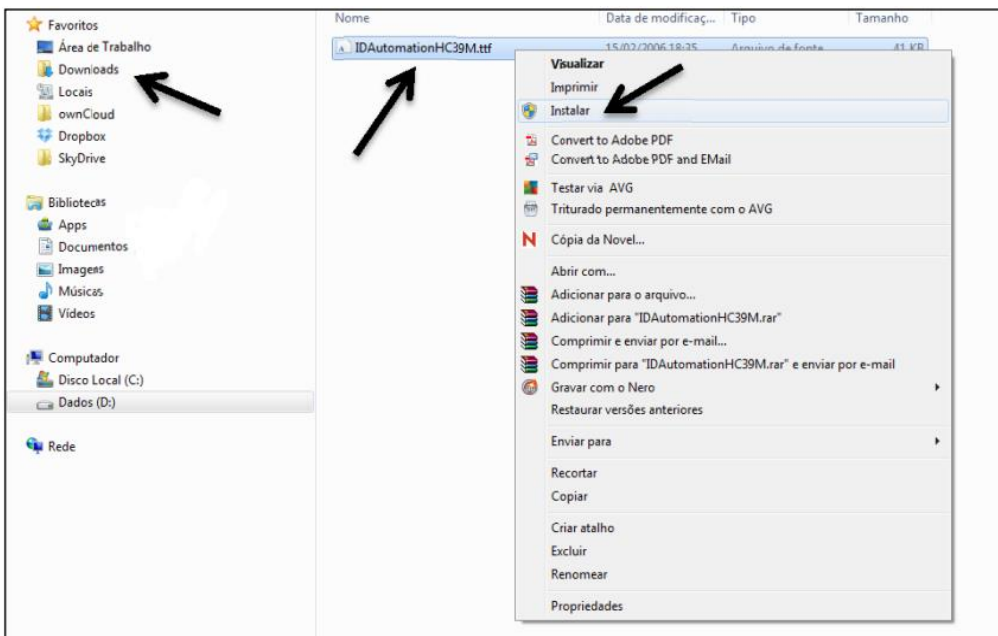 Favoritos
Área de Trabalho
Downloads
Locais
ownCloud
Dropbox
SkyDrive
Bibliotecas
Apps
Documentos
Imagens
Músicas
Vídeos
Computador
Disco Local (C:)
Dados (D:)
Rede
Nome Data de modificaç... Tipo Tamanho
IDAutomationHC39M.ttf 15/02/2006 18:35 Arquivo de fonte 41 KB
Visualizar
Imprimir
Instalar
Convert to Adobe PDF
Convert to Adobe PDF and EMail
Testar via AVG
Triturado permanentemente com o AVG
Cópia da Novel...
Abrir com...
Adicionar para o arquivo...
Adicionar para "IDAutomationHC39M.rar"
Comprimir e enviar por e-mail...
Comprimir para "IDAutomationHC39M.rar" e enviar por e-mail
Gravar com o Nero
Restaurar versões anteriores
Enviar para
Recortar
Copiar
Criar atalho
Excluir
Renomear
Propriedades